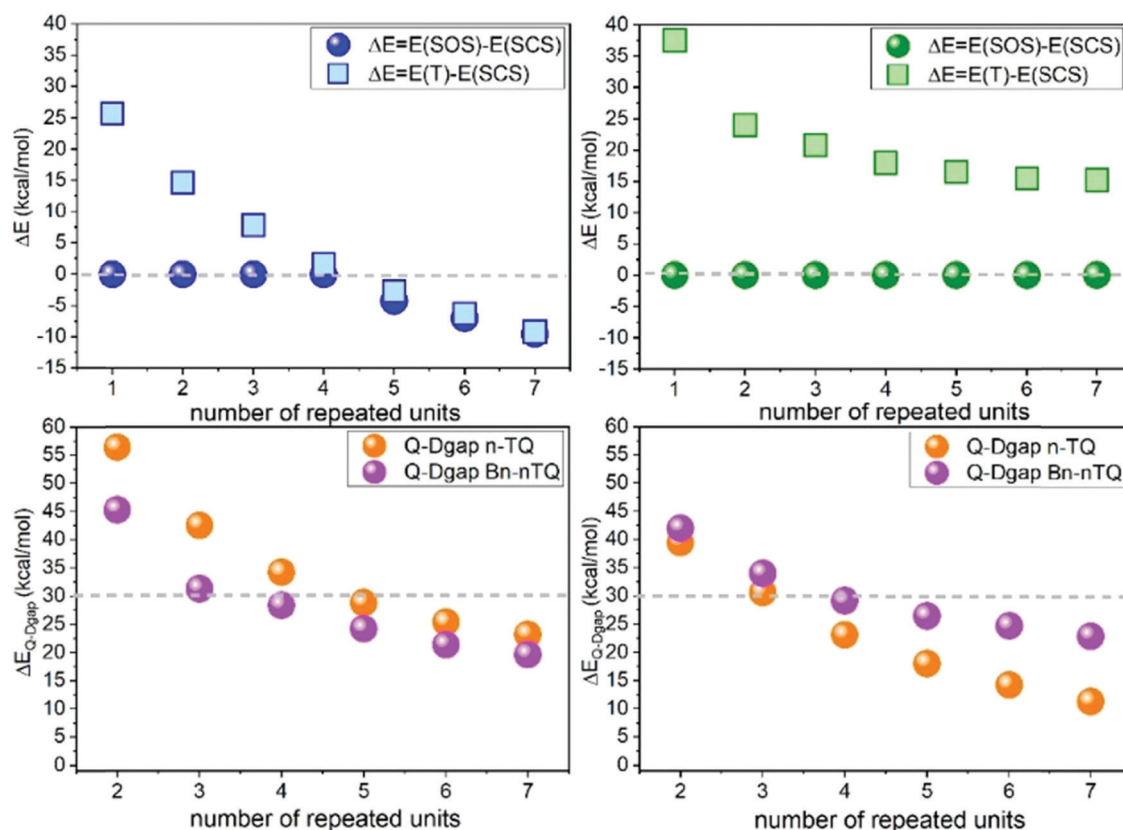 40
35
30
25
20
15
10
5
0
-5
-10
-15
ΔE (kcal/mol)
ΔE=E(SOS)-E(SCS)
ΔE=E(T)-E(SCS)
1 2 3 4 5 6 7
number of repeated units
40
35
30
25
20
15
10
5
0
-5
-10
-15
ΔE (kcal/mol)
ΔE=E(SOS)-E(SCS)
ΔE=E(T)-E(SCS)
1 2 3 4 5 6 7
number of repeated units
60
55
50
45
40
35
30
25
20
15
10
5
0
ΔE Q-Dgap (kcal/mol)
Q-Dgap n-TQ
Q-Dgap Bn-nTQ
2 3 4 5 6 7
number of repeated units
60
55
50
45
40
35
30
25
20
15
10
5
0
ΔE Q-Dgap (kcal/mol)
Q-Dgap n-TQ
Q-Dgap Bn-nTQ
2 3 4 5 6 7
number of repeated units